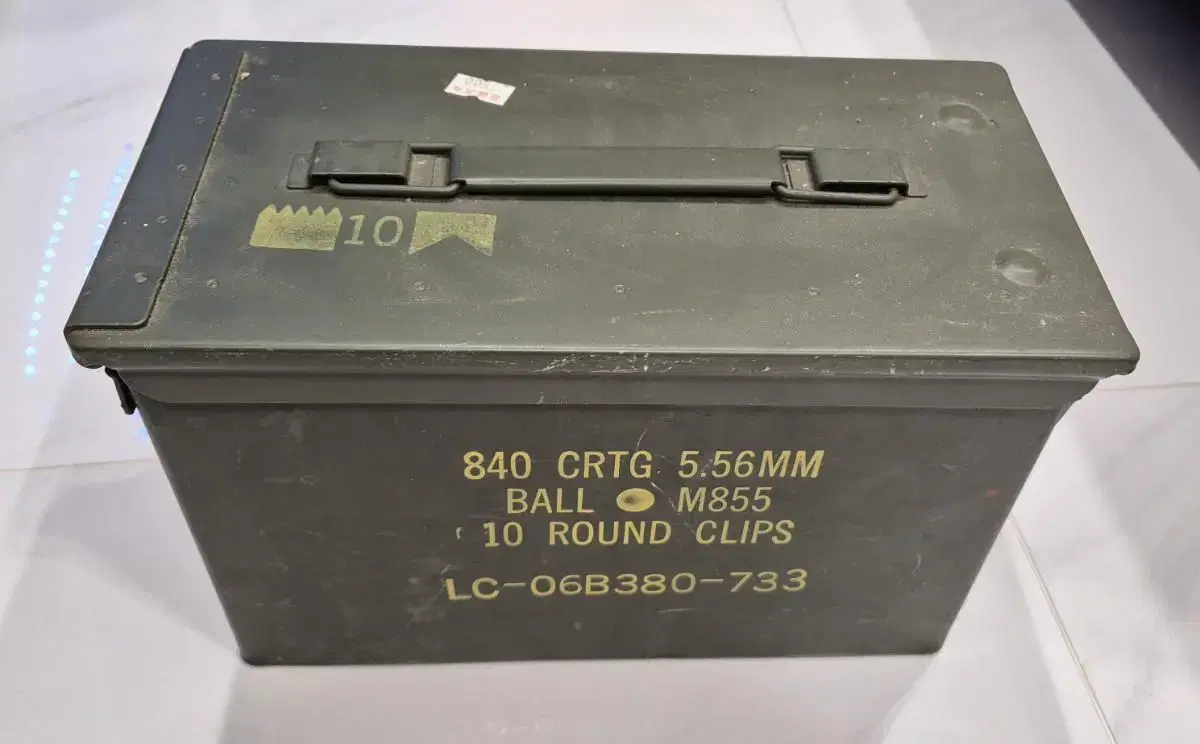 10
840 CRTG 5.56MM
BALL M855
10 ROUND CLIPS
LC-06B380-733